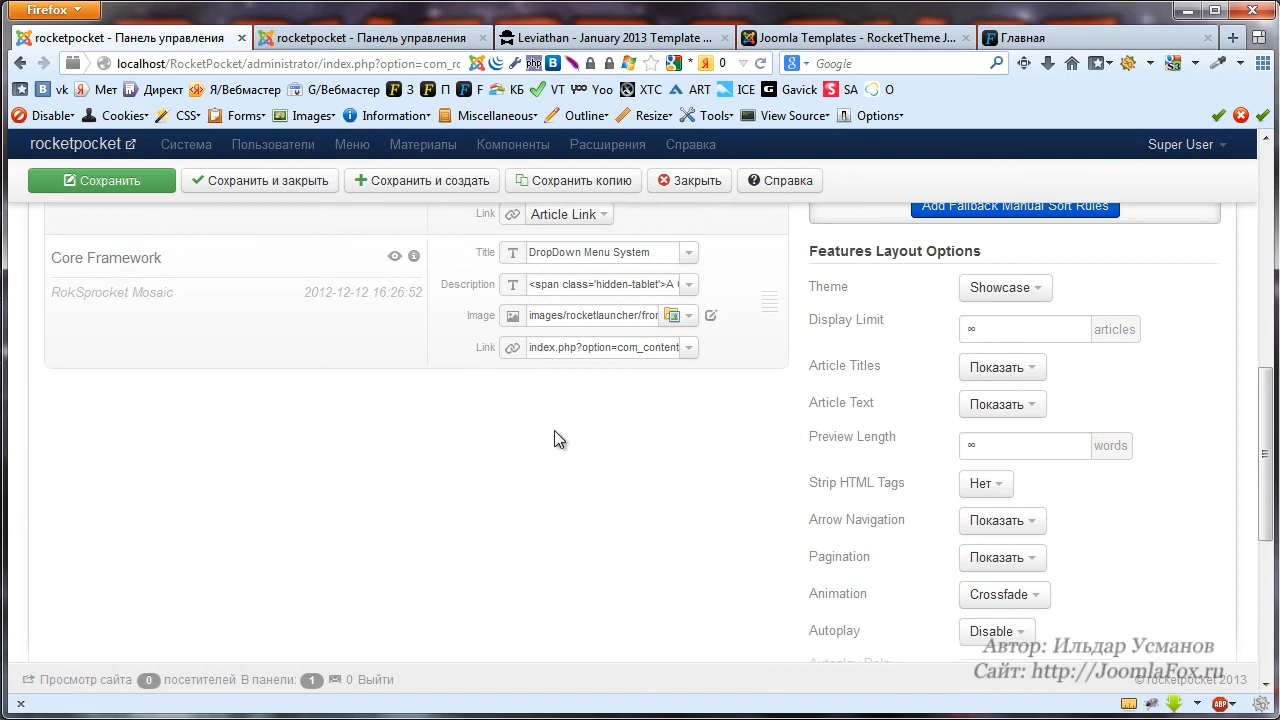 Firefox
rocketpocket - Панель управления
rocketpocket - Панель управления
Leviathan - January 2013 Template ...
Joomla Templates - RocketTheme J...
Главная
localhost/RocketPocket/administrator/index.php?option=com_rc
php
B
Я 0
Google
B vk Мет Директ Я/Вебмастер G/Вебмастер З П F КБ VT Yoo XTC ART ICE Gavick SA O
Disable Cookies CSS Forms Images Information Miscellaneous Outline Resize Tools View Source Options
rocketpocket Система Пользователи Меню Материалы Компоненты Расширения Справка Super User
Сохранить Сохранить и закрыть Сохранить и создать Сохранить копию Закрыть Справка
Link Article Link
Add Fallback Manual Sort Rules
Core Framework
RokSprocket Mosaic 2012-12-12 16:26:52
Title DropDown Menu System
Description <span class='hidden-tablet'>A
Image images/rocketlauncher/fror
Link index.php?option=com_content
Features Layout Options
Theme Showcase
Display Limit ∞ articles
Article Titles Показать
Article Text Показать
Preview Length ∞ words
Strip HTML Tags Нет
Arrow Navigation Показать
Pagination Показать
Animation Crossfade
Autoplay Disable
Autoplay Delay
Автор: Ильдар Усманов
Сайт: http://JoomlaFox.ru
Просмотр сайта 0 посетителей В панели: 1 0 Выйти
© rocketpocket 2013
ABP